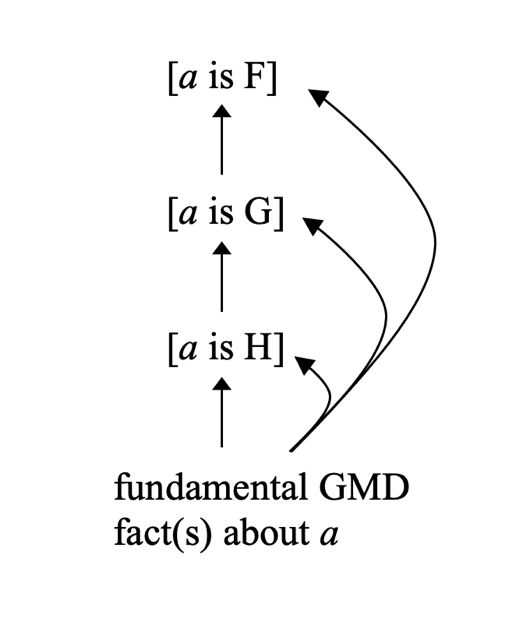 [a is F]
[a is G]
[a is H]
fundamental GMD
fact(s) about a